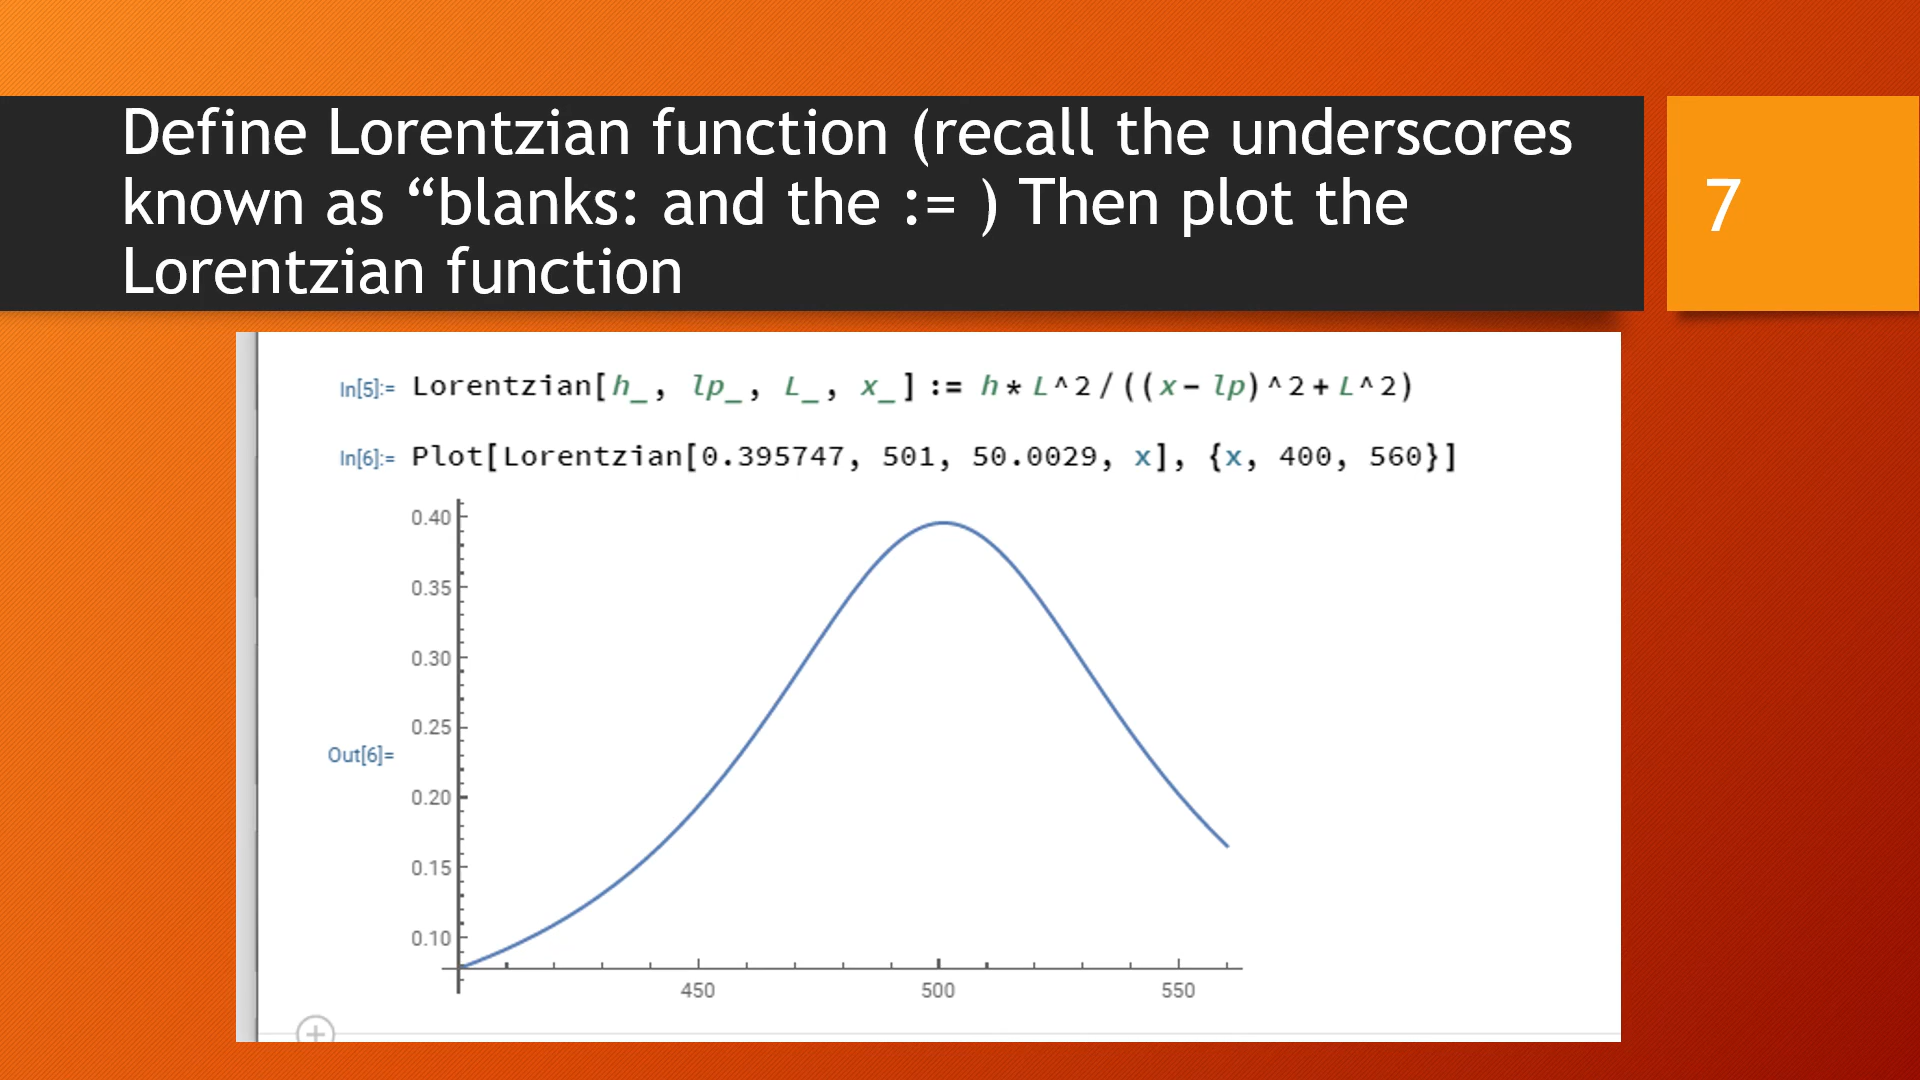 Define Lorentzian function (recall the underscores
known as “blanks: and the := ) Then plot the
Lorentzian function
7
In[5]:= Lorentzian[h_, lp_, L_, x_] := h*L^2/((x-lp)^2+L^2)
In[6]:= Plot[Lorentzian[0.395747, 501, 50.0029, x], {x, 400, 560}]
0.40
0.35
0.30
0.25
Out[6]=
0.20
0.15
0.10
450 500 550